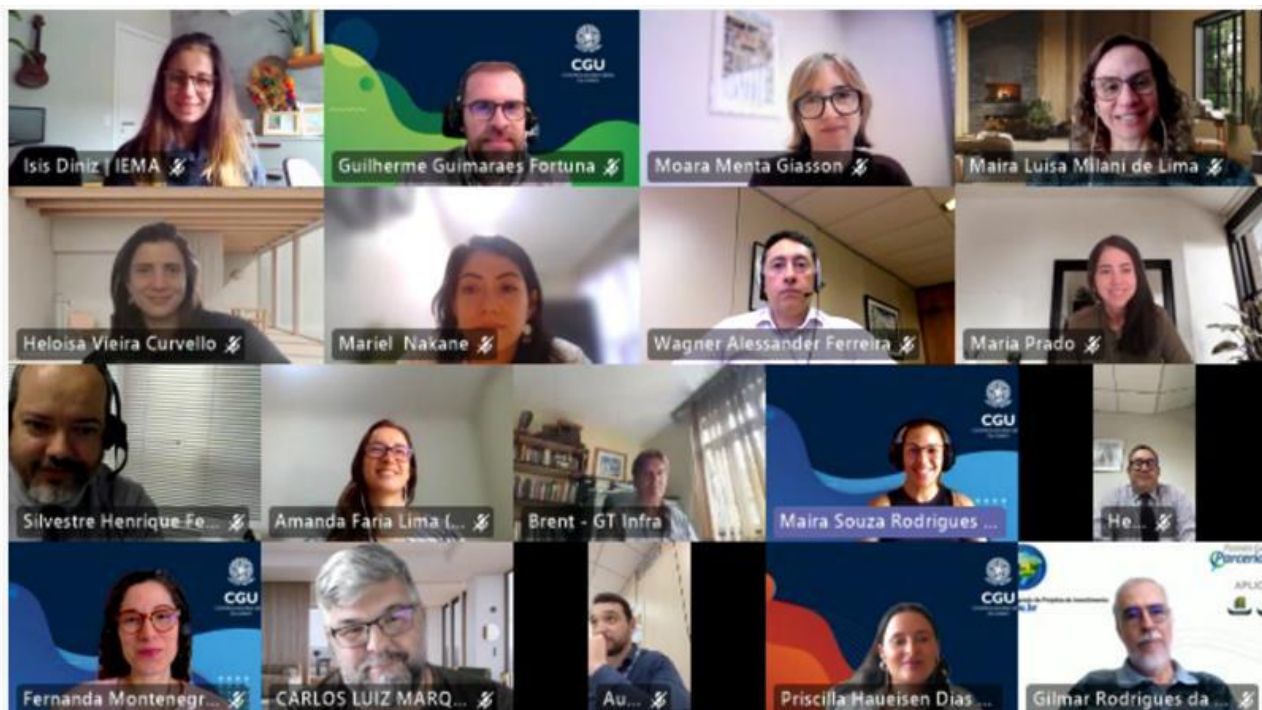 CGU
Isis Diniz | IEMA
Guilherme Guimaraes Fortuna
Moara Menta Giasson
Maira Luisa Milani de Lima
Heloisa Vieira Curvello
Mariel Nakane
Wagner Alessander Ferreira
Maria Prado
CGU
Silvestre Henrique Fe...
Amanda Faria Lima (...
Brent - GT Infra
Maira Souza Rodrigues ...
He...
CGU
CGU
Parceria
APLIC
Fernanda Montenegr...
CARLOS LUIZ MARQ...
Au...
Priscilla Haueisen Dias ...
Gilmar Rodrigues da ...